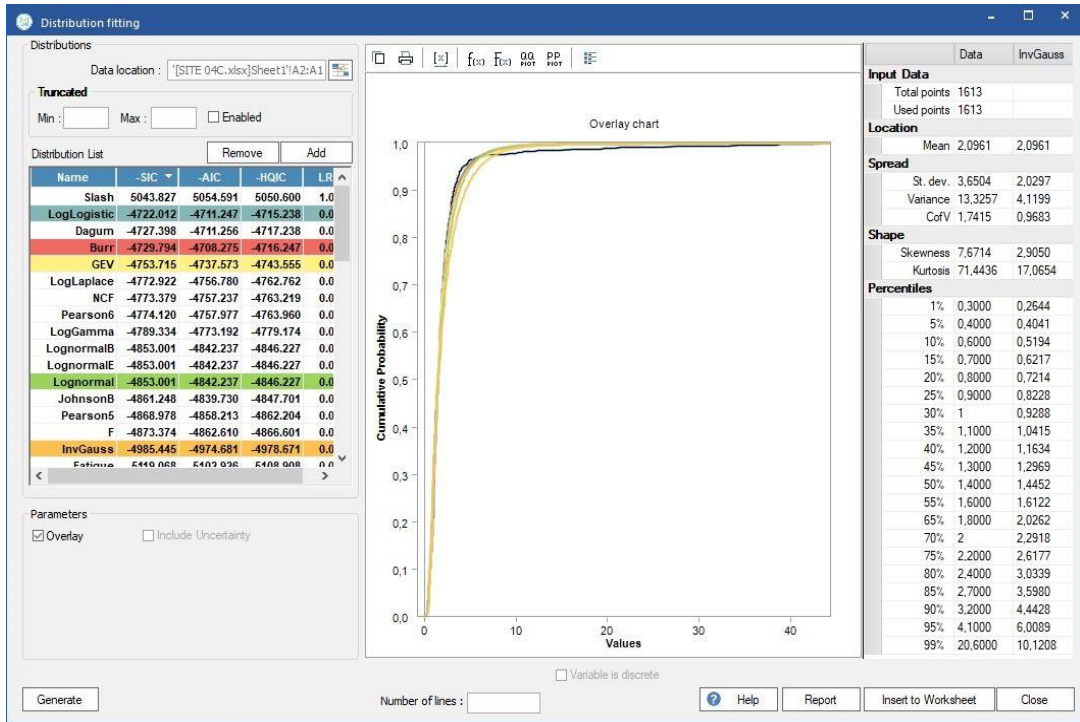 Distribution fitting
Distributions
Data location : '[SITE 04C.xlsx]Sheet1'!A2:A1
Truncated
Min : Max : Enabled
Distribution List Remove Add
Name -SIC -AIC -HQIC LR
Slash 5043.827 5054.591 5050.600 1.0
LogLogistic -4722.012 -4711.247 -4715.238 0.0
Dagum -4727.398 -4711.256 -4717.238 0.0
Burr -4729.794 -4708.275 -4716.247 0.0
GEV -4753.715 -4737.573 -4743.555 0.0
LogLaplace -4772.922 -4756.780 -4762.762 0.0
NCF -4773.379 -4757.237 -4763.219 0.0
Pearson6 -4774.120 -4757.977 -4763.960 0.0
LogGamma -4789.334 -4773.192 -4779.174 0.0
LognormalB -4853.001 -4842.237 -4846.227 0.0
LognormalE -4853.001 -4842.237 -4846.227 0.0
Lognormal -4853.001 -4842.237 -4846.227 0.0
JohnsonB -4861.248 -4839.730 -4847.701 0.0
Pearson5 -4868.978 -4858.213 -4862.204 0.0
F -4873.374 -4862.610 -4866.601 0.0
InvGauss -4985.445 -4974.681 -4978.671 0.0
Fatigue 5119.068 5102.926 5108.908 0.0
Parameters
Overlay Include Uncertainty
Generate
[x] f(x) F(x) QQ PLOT PP PLOT
Overlay chart
Cumulative Probability
1,0
0,9
0,8
0,7
0,6
0,5
0,4
0,3
0,2
0,1
0,0
0 10 20 30 40
Values
Variable is discrete
Number of lines :
Help Report Insert to Worksheet Close
Data InvGauss
Input Data
Total points 1613
Used points 1613
Location
Mean 2,0961 2,0961
Spread
St. dev. 3,6504 2,0297
Variance 13,3257 4,1199
CofV 1,7415 0,9683
Shape
Skewness 7,6714 2,9050
Kurtosis 71,4436 17,0654
Percentiles
1% 0,3000 0,2644
5% 0,4000 0,4041
10% 0,6000 0,5194
15% 0,7000 0,6217
20% 0,8000 0,7214
25% 0,9000 0,8228
30% 1 0,9288
35% 1,1000 1,0415
40% 1,2000 1,1634
45% 1,3000 1,2969
50% 1,4000 1,4452
55% 1,6000 1,6122
65% 1,8000 2,0262
70% 2 2,2918
75% 2,2000 2,6177
80% 2,4000 3,0339
85% 2,7000 3,5980
90% 3,2000 4,4428
95% 4,1000 6,0089
99% 20,6000 10,1208